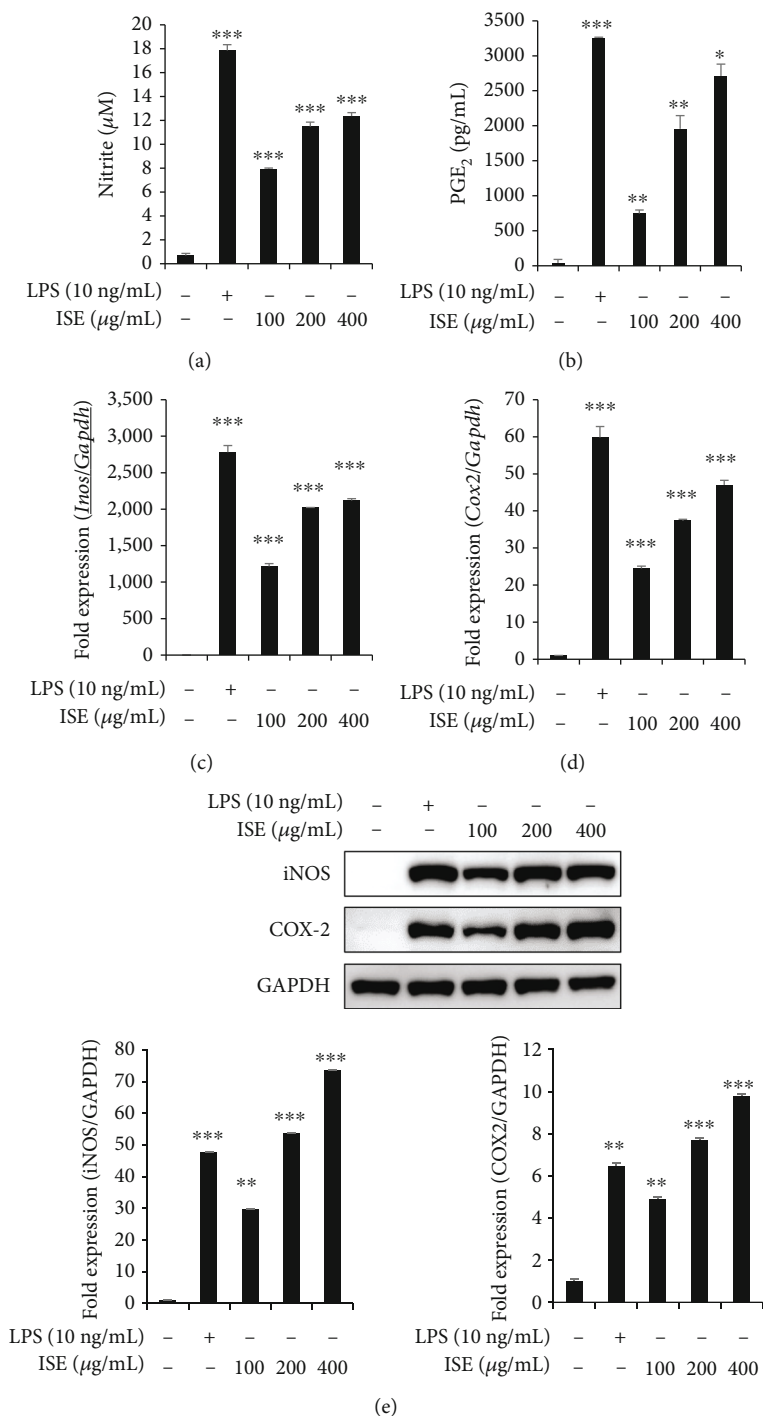 Nitrite (μM)
20
18
16
14
12
10
8
6
4
2
0
***
***
***
***
LPS (10 ng/mL) – + – – –
ISE (μg/mL) – – 100 200 400
(a)
PGE2 (pg/mL)
3500
3000
2500
2000
1500
1000
500
0
***
**
**
*
LPS (10 ng/mL) – + – – –
ISE (μg/mL) – – 100 200 400
(b)
Fold expression (Inos/Gapdh)
3,500
3,000
2,500
2,000
1,500
1,000
500
0
***
***
***
***
LPS (10 ng/mL) – + – – –
ISE (μg/mL) – – 100 200 400
(c)
Fold expression (Cox2/Gapdh)
70
60
50
40
30
20
10
0
***
***
***
***
LPS (10 ng/mL) – + – – –
ISE (μg/mL) – – 100 200 400
(d)
LPS (10 ng/mL) – + – – –
ISE (μg/mL) – – 100 200 400
iNOS
COX-2
GAPDH
Fold expression (iNOS/GAPDH)
80
70
60
50
40
30
20
10
0
***
**
***
***
LPS (10 ng/mL) – + – – –
ISE (μg/mL) – – 100 200 400
Fold expression (COX2/GAPDH)
12
10
8
6
4
2
0
**
**
***
***
LPS (10 ng/mL) – + – – –
ISE (μg/mL) – – 100 200 400
(e)